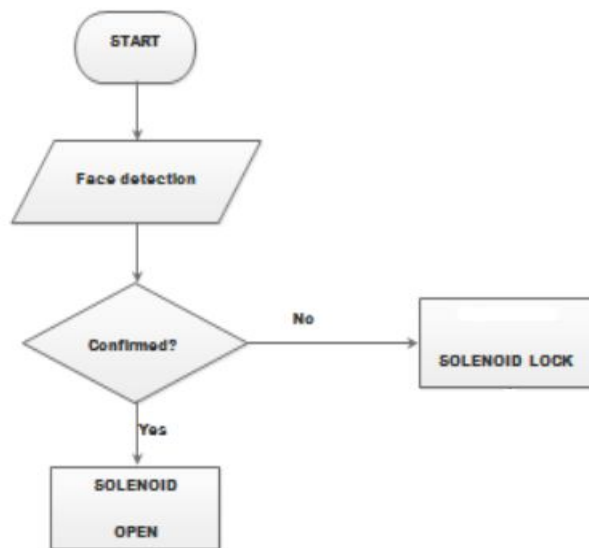 START
Face detection
Confirmed?
No
SOLENOID LOCK
Yes
SOLENOID
OPEN